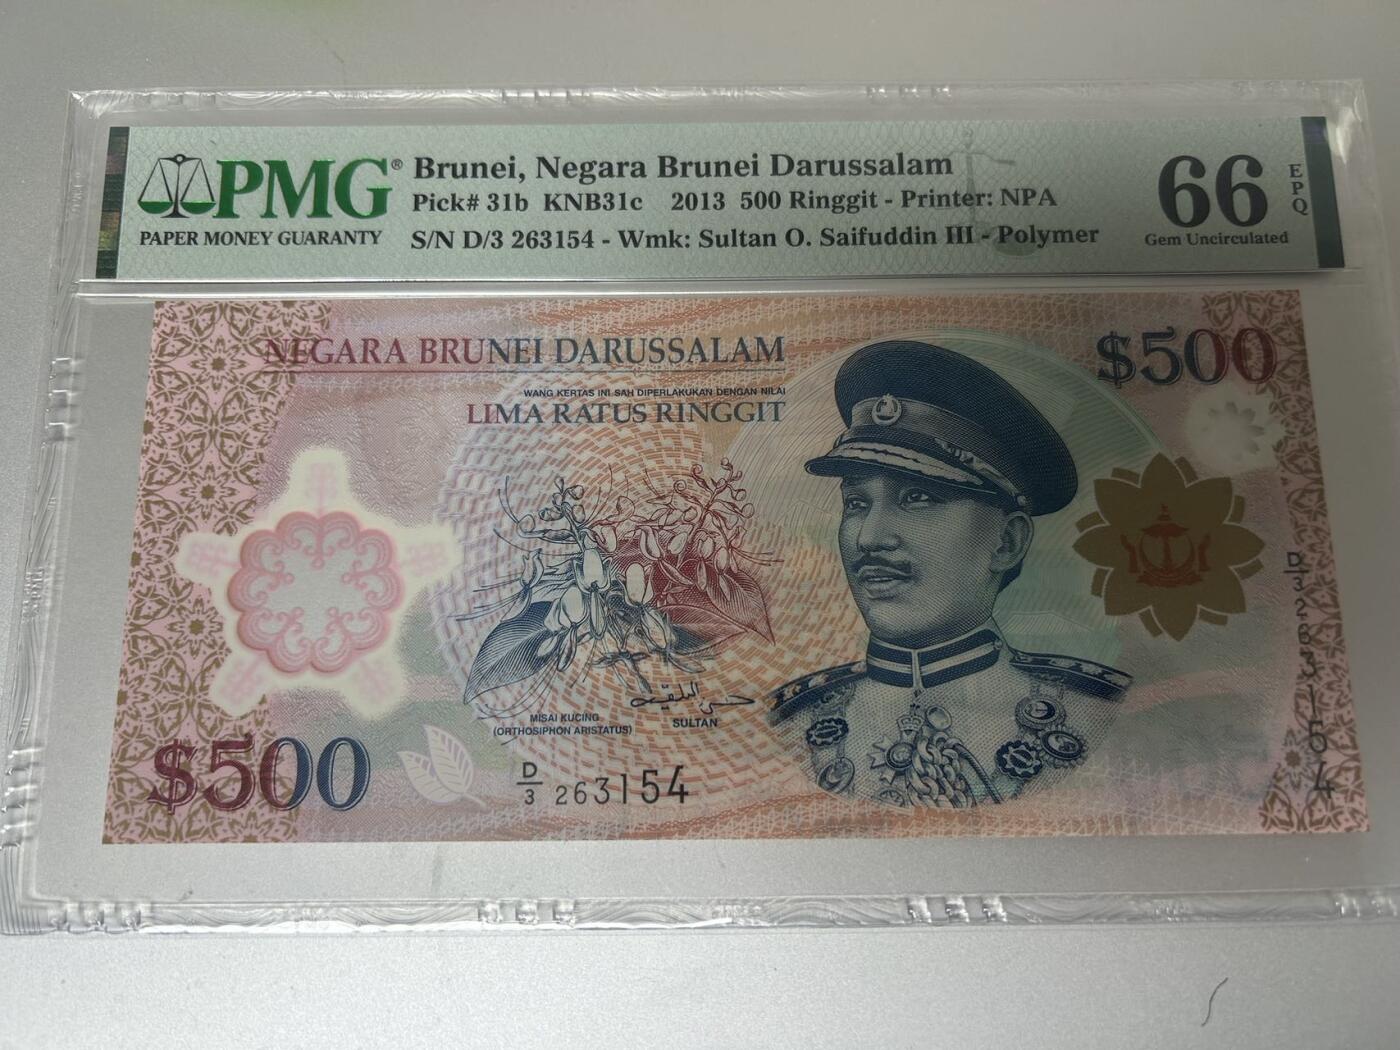 PMG®
PAPER MONEY GUARANTY
Brunei, Negara Brunei Darussalam
Pick# 31b KNB31c 2013 500 Ringgit - Printer: NPA
S/N D/3 263154 - Wmk: Sultan O. Saifuddin III - Polymer
66
EPQ
Gem Uncirculated
NEGARA BRUNEI DARUSSALAM
WANG KERTAS INI SAH DIPERLAKUKAN DENGAN NILAI
LIMA RATUS RINGGIT
$500
MISAI KUCING
(ORTHOSIPHON ARISTATUS)
SULTAN
$500
D/3 263154
D/3 263154